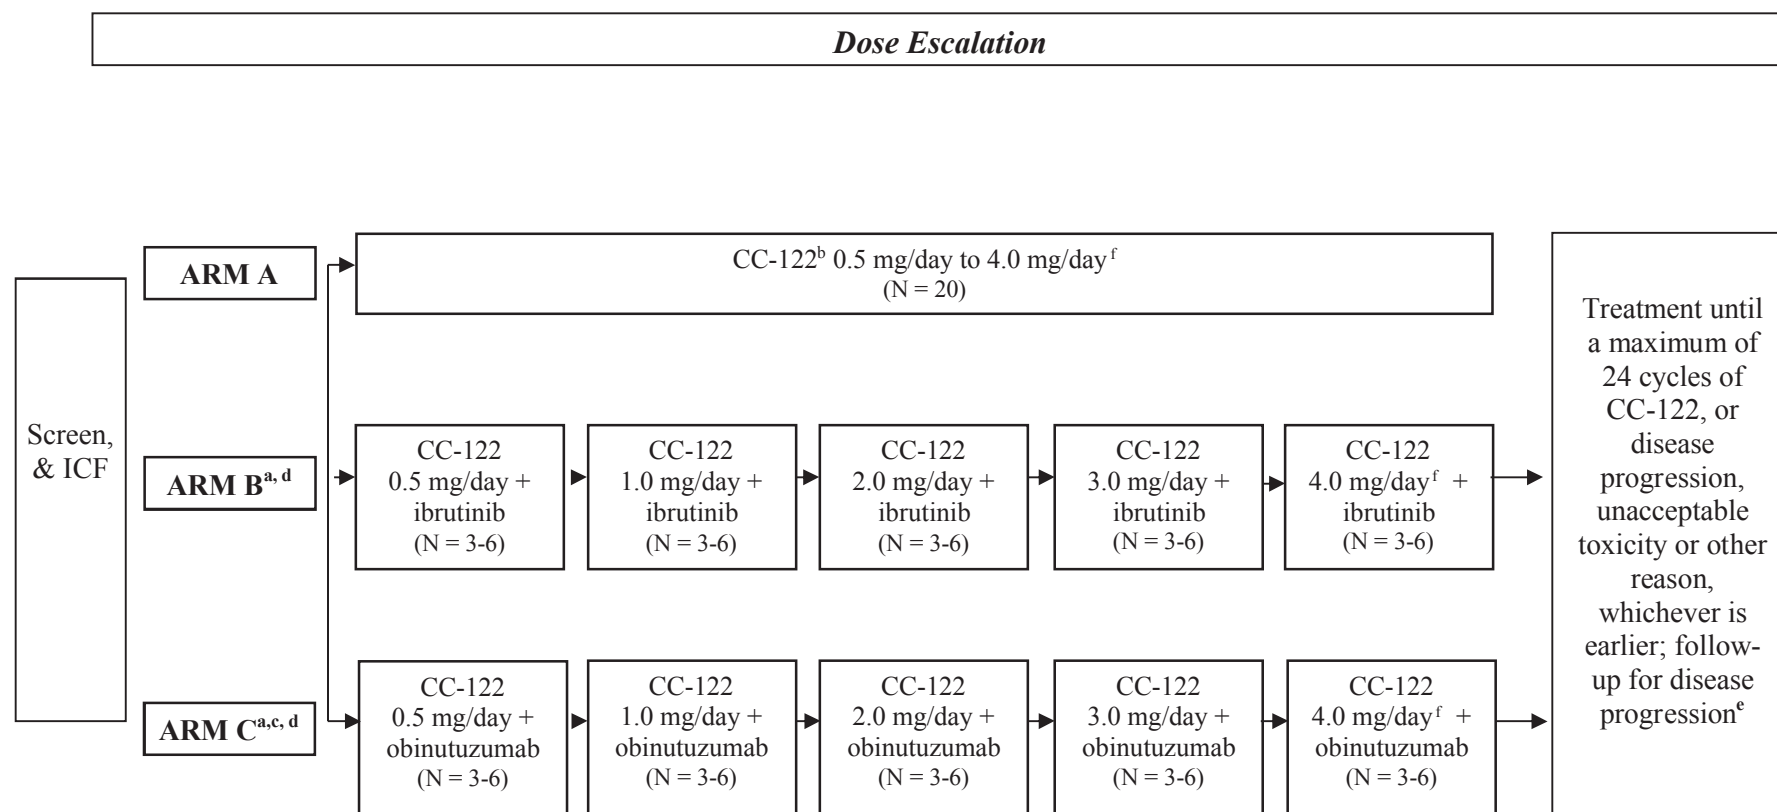 Dose Escalation
ARM A
CC-122ᵇ 0.5 mg/day to 4.0 mg/day ᶠ
(N = 20)
Screen,
& ICF
ARM Bᵃ, ᵈ
CC-122
0.5 mg/day +
ibrutinib
(N = 3-6)
CC-122
1.0 mg/day +
ibrutinib
(N = 3-6)
CC-122
2.0 mg/day +
ibrutinib
(N = 3-6)
CC-122
3.0 mg/day +
ibrutinib
(N = 3-6)
CC-122
4.0 mg/day ᶠ +
ibrutinib
(N = 3-6)
ARM Cᵃ,ᶜ, ᵈ
CC-122
0.5 mg/day +
obinutuzumab
(N = 3-6)
CC-122
1.0 mg/day +
obinutuzumab
(N = 3-6)
CC-122
2.0 mg/day +
obinutuzumab
(N = 3-6)
CC-122
3.0 mg/day +
obinutuzumab
(N = 3-6)
CC-122
4.0 mg/day ᶠ +
obinutuzumab
(N = 3-6)
Treatment until
a maximum of
24 cycles of
CC-122, or
disease
progression,
unacceptable
toxicity or other
reason,
whichever is
earlier; follow-
up for disease
progressionᵉ